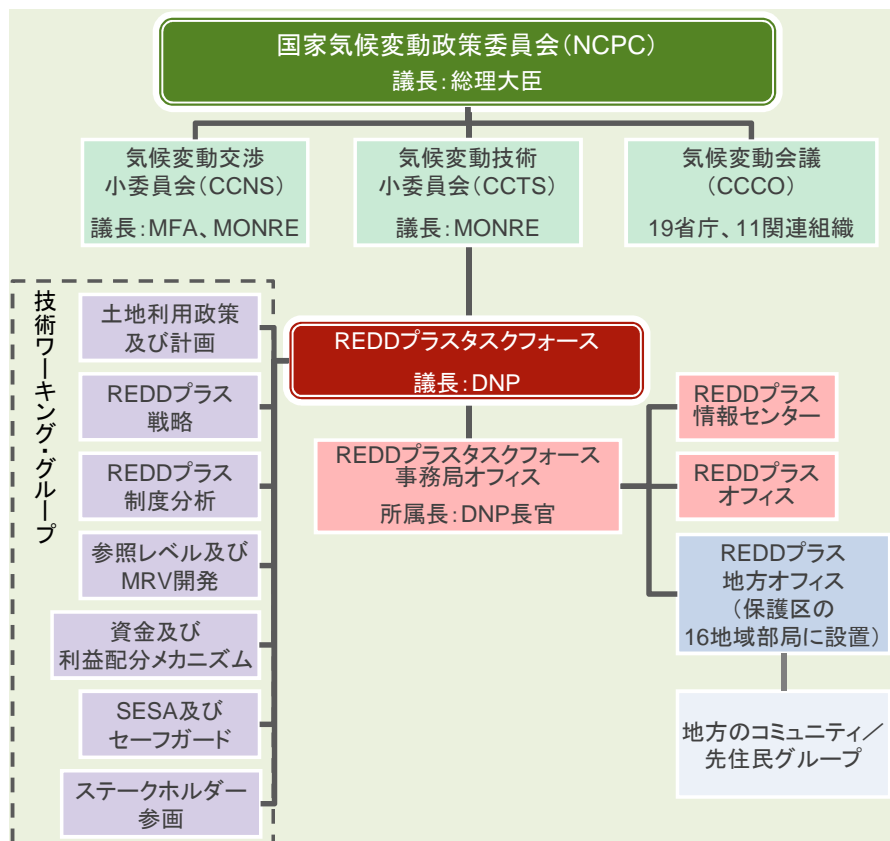 国家気候変動政策委員会(NCPC)
議長:総理大臣
気候変動交渉
小委員会(CCNS)
議長:MFA、MONRE
気候変動技術
小委員会(CCTS)
議長:MONRE
気候変動会議
(CCCO)
19省庁、11関連組織
技術ワーキング・グループ
土地利用政策
及び計画
REDDプラス
戦略
REDDプラス
制度分析
参照レベル及び
MRV開発
資金及び
利益配分メカニズム
SESA及び
セーフガード
ステークホルダー
参画
REDDプラスタスクフォース
議長:DNP
REDDプラスタスクフォース
事務局オフィス
所属長:DNP長官
REDDプラス
情報センター
REDDプラス
オフィス
REDDプラス
地方オフィス
(保護区の
16地域部局に設置)
地方のコミュニティ/
先住民グループ